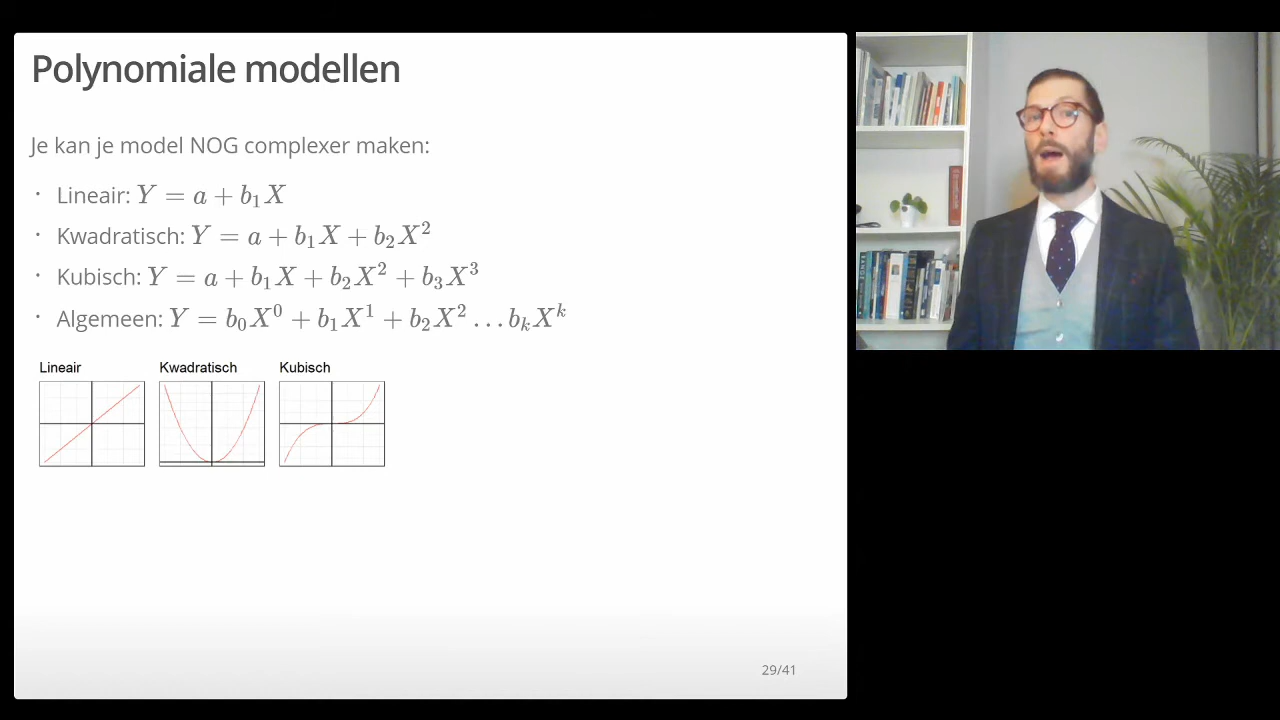 Polynomiale modellen
Je kan je model NOG complexer maken:
· Lineair: Y = a + b₁X
· Kwadratisch: Y = a + b₁X + b₂X²
· Kubisch: Y = a + b₁X + b₂X² + b₃X³
· Algemeen: Y = b₀X⁰ + b₁X¹ + b₂X² … bₖXᵏ
Lineair Kwadratisch Kubisch
29/41